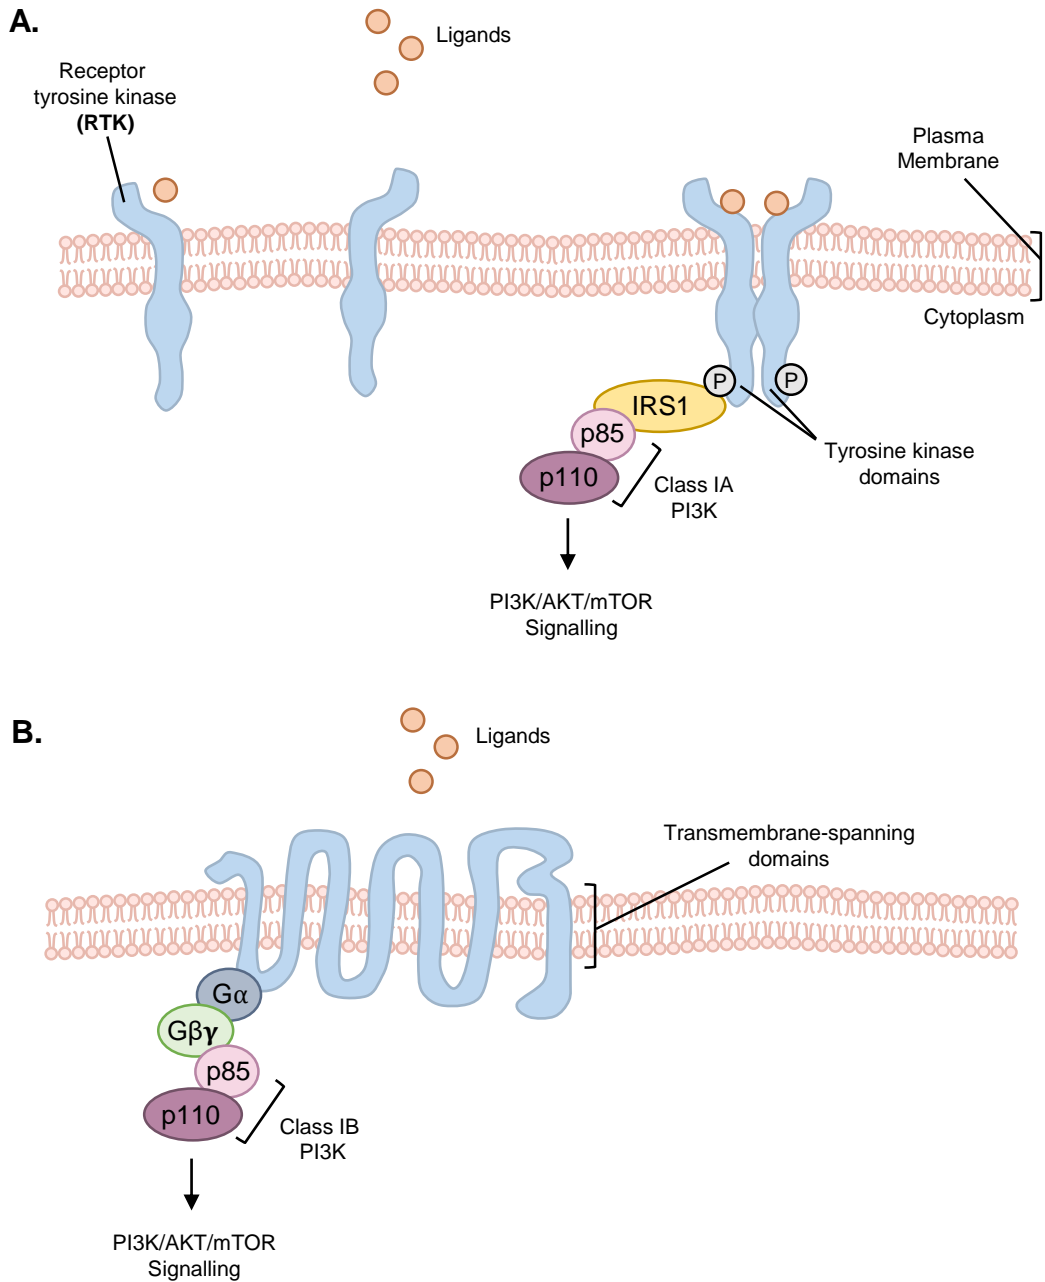 A.
Ligands
Receptor
tyrosine kinase
(RTK)
Plasma
Membrane
Cytoplasm
P
P
IRS1
p85
p110
Class IA
PI3K
Tyrosine kinase
domains
PI3K/AKT/mTOR
Signalling
B.
Ligands
Transmembrane-spanning
domains
Gα
Gβγ
p85
p110
Class IB
PI3K
PI3K/AKT/mTOR
Signalling